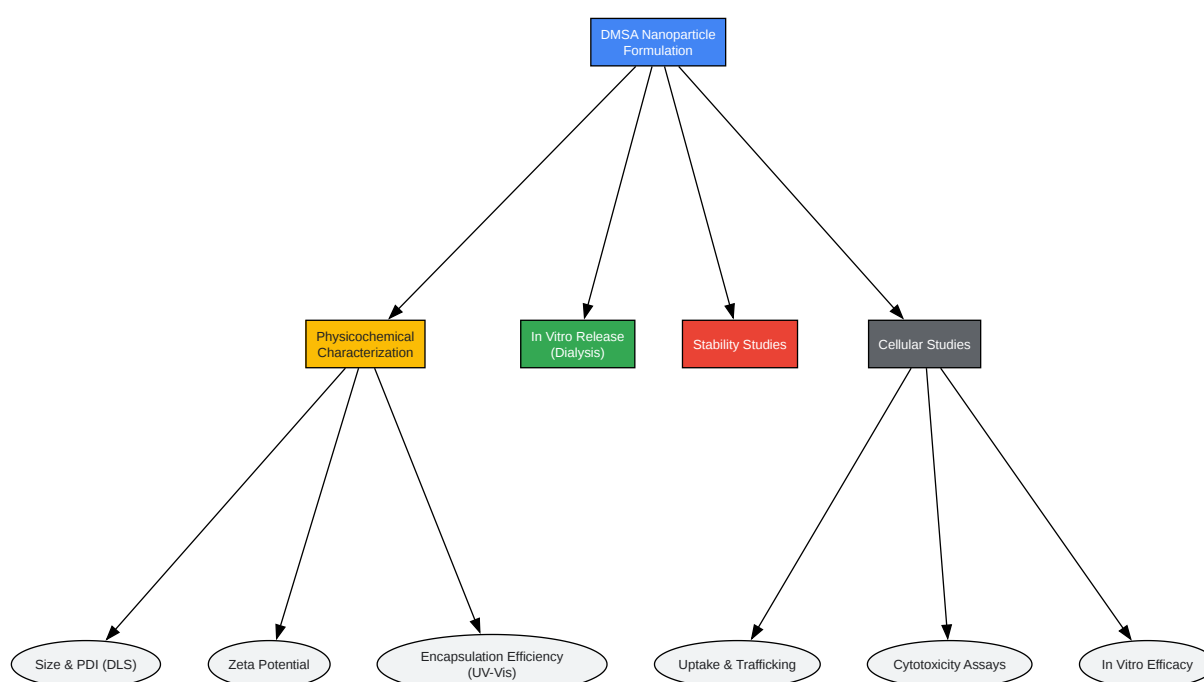 DMSA Nanoparticle
Formulation
Physicochemical
Characterization
In Vitro Release
(Dialysis)
Stability Studies
Cellular Studies
Size & PDI (DLS)
Zeta Potential
Encapsulation Efficiency
(UV-Vis)
Uptake & Trafficking
Cytotoxicity Assays
In Vitro Efficacy